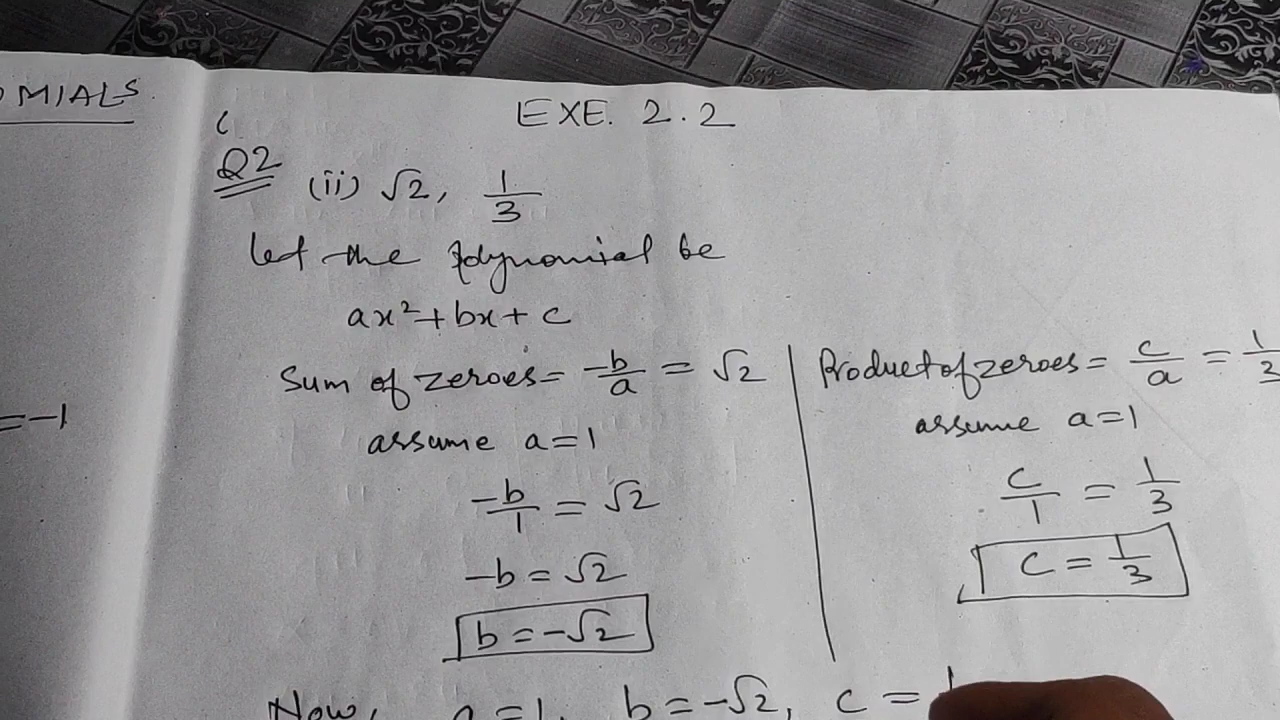 OMIALS
EXE. 2.2
Q2 (ii) √2, 1/3
let the polynomial be
ax²+bx+c
Sum of zeroes = -b/a = √2
assume a=1
-b/1 = √2
-b = √2
b = -√2
Product of zeroes = c/a = 1/3
assume a=1
c/1 = 1/3
c = 1/3
=-1
Now, a=1, b=-√2, c =